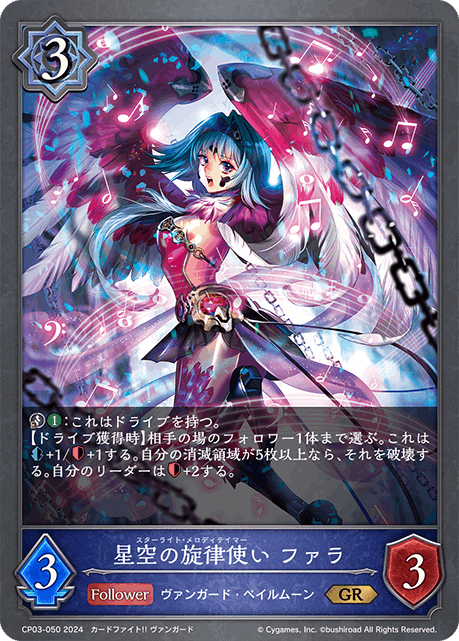 3
1:これはドライブを持つ。
【ドライブ獲得時】相手の場のフォロワー1体まで選ぶ。これは
+1/+1する。自分の消滅領域が5枚以上なら、それを破壊す
る。自分のリーダーは+2する。
スターライト・メロディテイマー
星空の旋律使い ファラ
3
Follower ヴァンガード・ペイルムーン GR
3
CP03-050 2024 カードファイト!! ヴァンガード © Cygames, Inc. ©bushiroad All Rights Reserved.